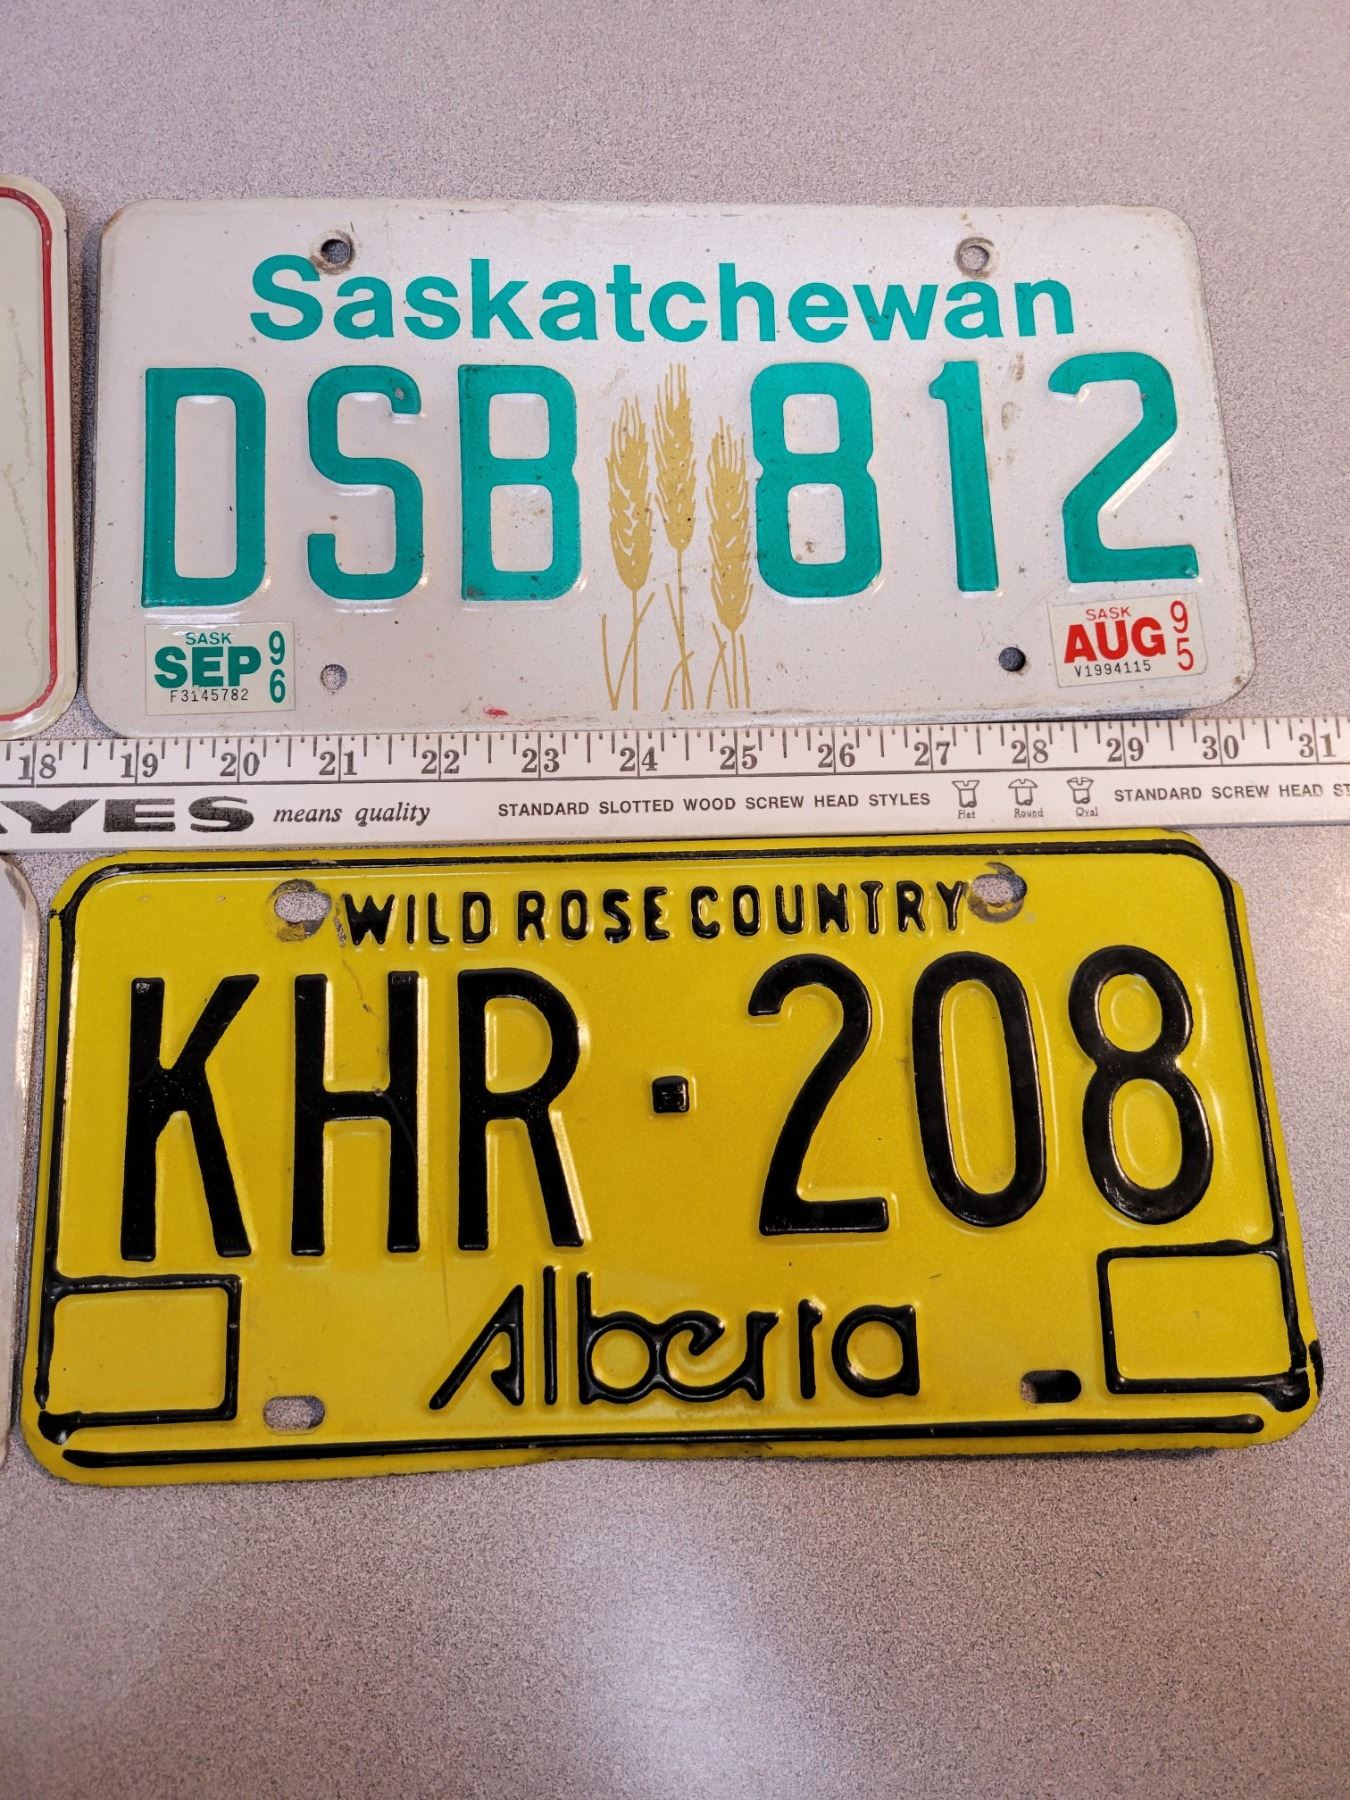 Saskatchewan
DSB 812
SASK
SEP 96
F3145782
SASK
AUG 95
V1994115
18 19 20 21 22 23 24 25 26 27 28 29 30 31
YES means quality STANDARD SLOTTED WOOD SCREW HEAD STYLES Flat Round Oval STANDARD SCREW HEAD ST
WILD ROSE COUNTRY
KHR·208
Alberta